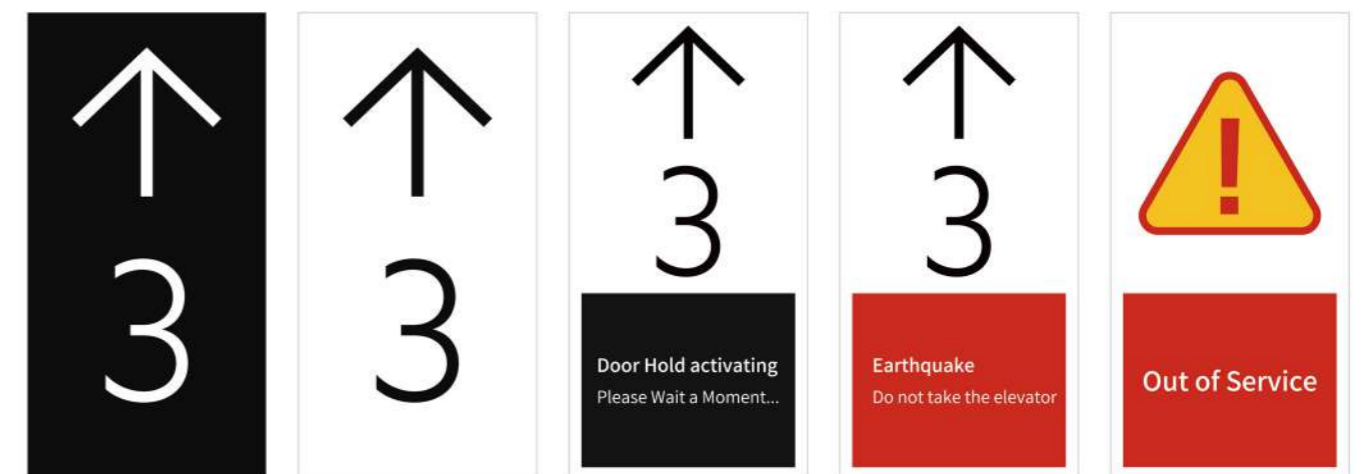 3
3
3
Door Hold activating
Please Wait a Moment...
3
Earthquake
Do not take the elevator
Out of Service